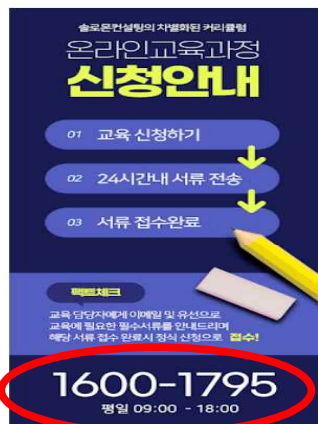 솔로몬컨설팅의 차별화된 커리큘럼
온라인교육과정
신청안내
01 교육 신청하기
02 24시간내 서류 전송
03 서류 접수완료
팩트체크
교육 담당자에게 이메일 및 유선으로
교육에 필요한 필수서류를 안내드리며
해당 서류 접수 완료시 정식 신청으로 접수!
1600-1795
평일 09:00 - 18:00